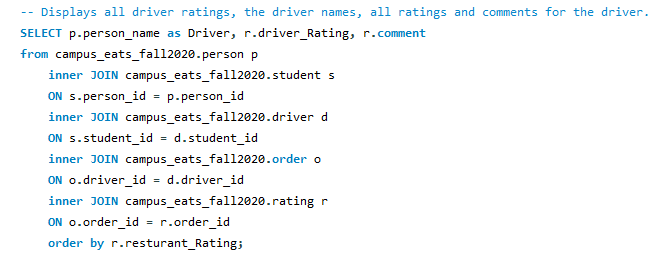 -- Displays all driver ratings, the driver names, all ratings and comments for the driver.
SELECT p.person_name as Driver, r.driver_Rating, r.comment
from campus_eats_fall2020.person p
inner JOIN campus_eats_fall2020.student s
ON s.person_id = p.person_id
inner JOIN campus_eats_fall2020.driver d
ON s.student_id = d.student_id
inner JOIN campus_eats_fall2020.order o
ON o.driver_id = d.driver_id
inner JOIN campus_eats_fall2020.rating r
ON o.order_id = r.order_id
order by r.resturant_Rating;